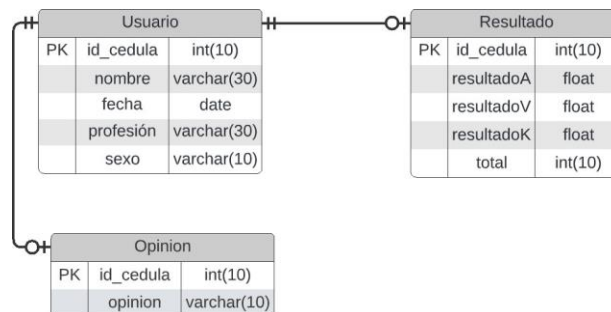 Usuario
PK id_cedula int(10)
nombre varchar(30)
fecha date
profesión varchar(30)
sexo varchar(10)
Resultado
PK id_cedula int(10)
resultadoA float
resultadoV float
resultadoK float
total int(10)
Opinion
PK id_cedula int(10)
opinion varchar(10)